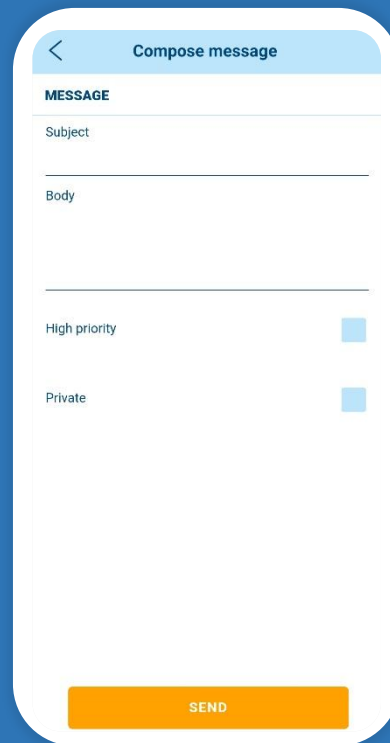 Compose message
MESSAGE
Subject
Body
High priority
Private
SEND